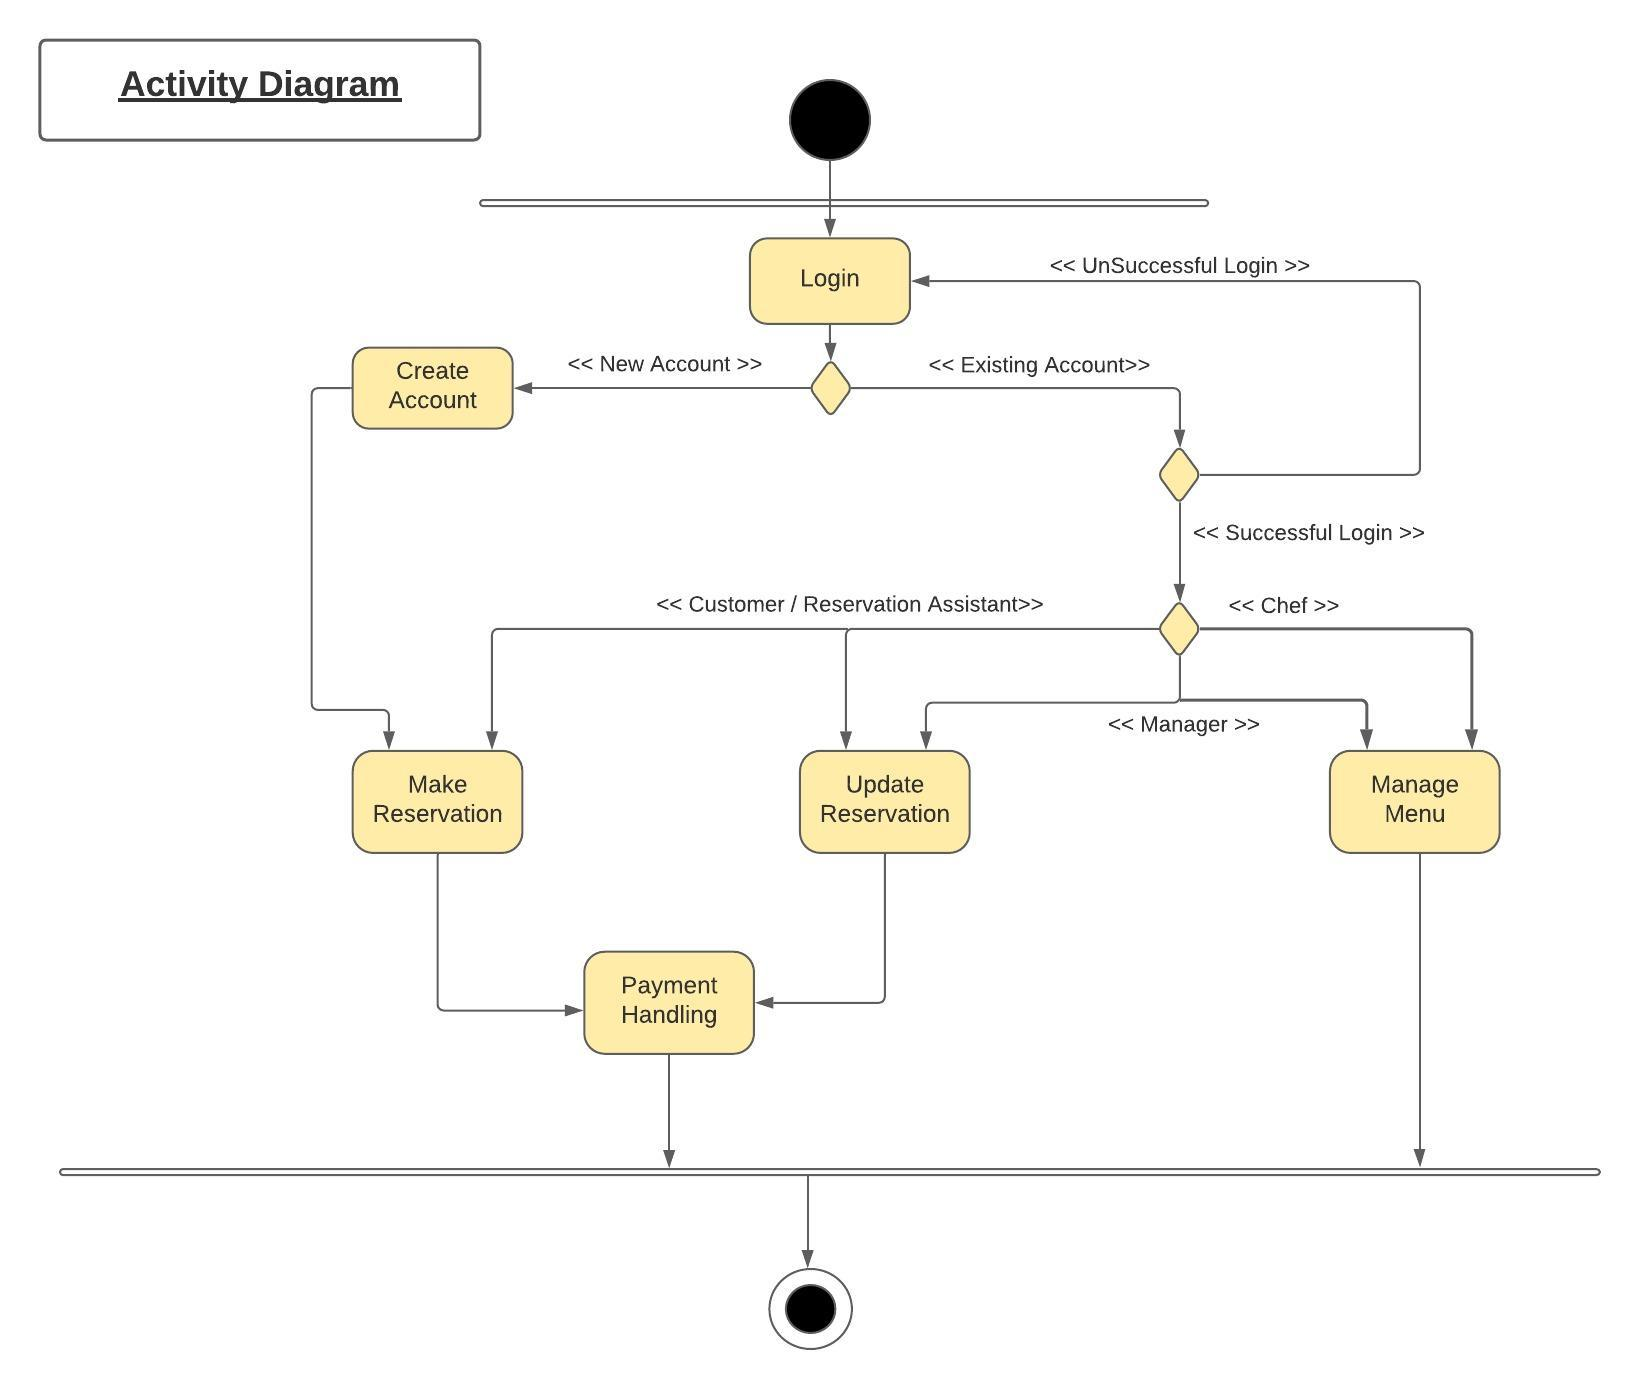 Activity Diagram
Login
<< UnSuccessful Login >>
<< New Account >>
<< Existing Account>>
Create
Account
<< Successful Login >>
<< Customer / Reservation Assistant>>
<< Chef >>
<< Manager >>
Make
Reservation
Update
Reservation
Manage
Menu
Payment
Handling